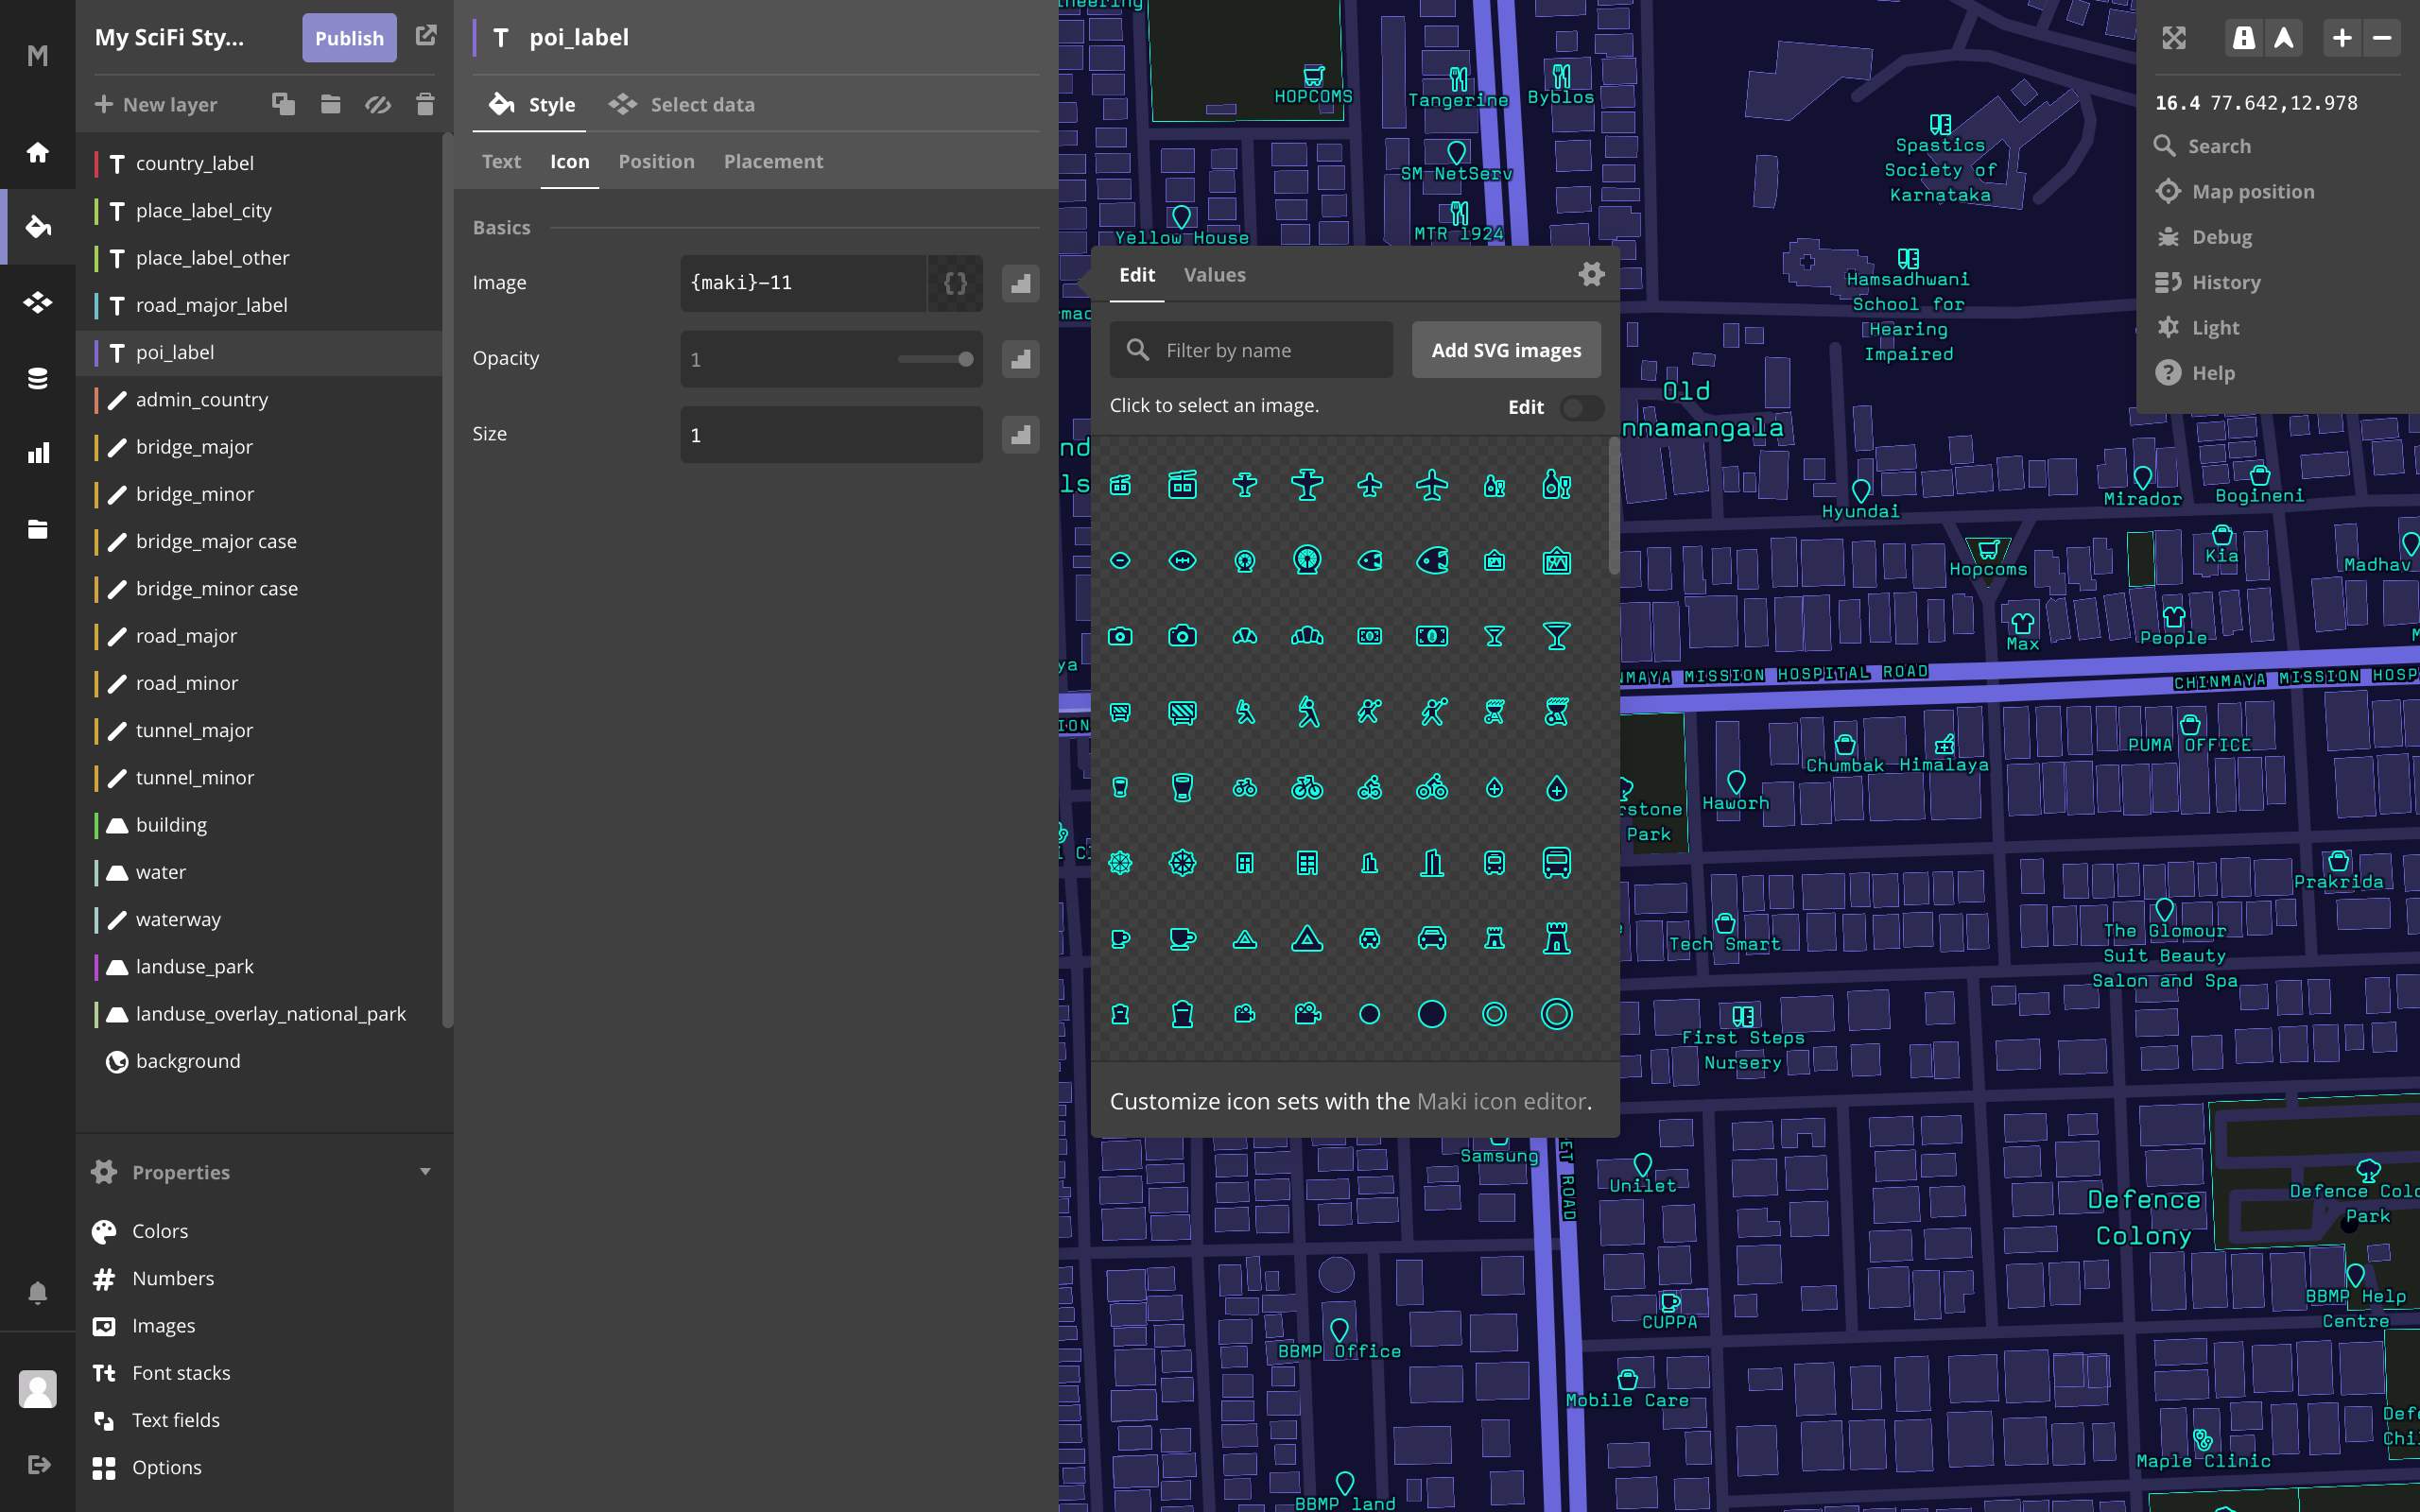 My SciFi Sty...
Publish
New layer
country_label
place_label_city
place_label_other
road_major_label
poi_label
admin_country
bridge_major
bridge_minor
bridge_major case
bridge_minor case
road_major
road_minor
tunnel_major
tunnel_minor
building
water
waterway
landuse_park
landuse_overlay_national_park
background
Properties
Colors
Numbers
Images
Font stacks
Text fields
Options
poi_label
Style
Select data
Text
Icon
Position
Placement
Basics
Image
{maki}-11
Opacity
1
Size
1
Edit
Values
Filter by name
Add SVG images
Click to select an image.
Edit
Customize icon sets with the Maki icon editor.
16.4 77.642,12.978
Search
Map position
Debug
History
Light
Help
HOPCOMS
Tangerine
Byblos
SM NetServ
Yellow House
MTR 1924
Spastics
Society of
Karnataka
Hamsadhwani
School for
Hearing
Impaired
Old
nnamangala
Hyundai
Mirador
Bogineni
Hopcoms
Kia
Madhav
Max
People
MAYA MISSION HOSPITAL ROAD
CHINMAYA MISSION HOSP
PUMA OFFICE
Chumbak
Himalaya
Haworh
rstone
Park
Prakrida
Tech Smart
The Glomour
Suit Beauty
Salon and Spa
First Steps
Nursery
Samsung
ET ROAD
Unilet
Defence
Colony
Defence Colo
Park
BBMP Help
Centre
CUPPA
BBMP Office
Mobile Care
Maple Clinic
BBMP land